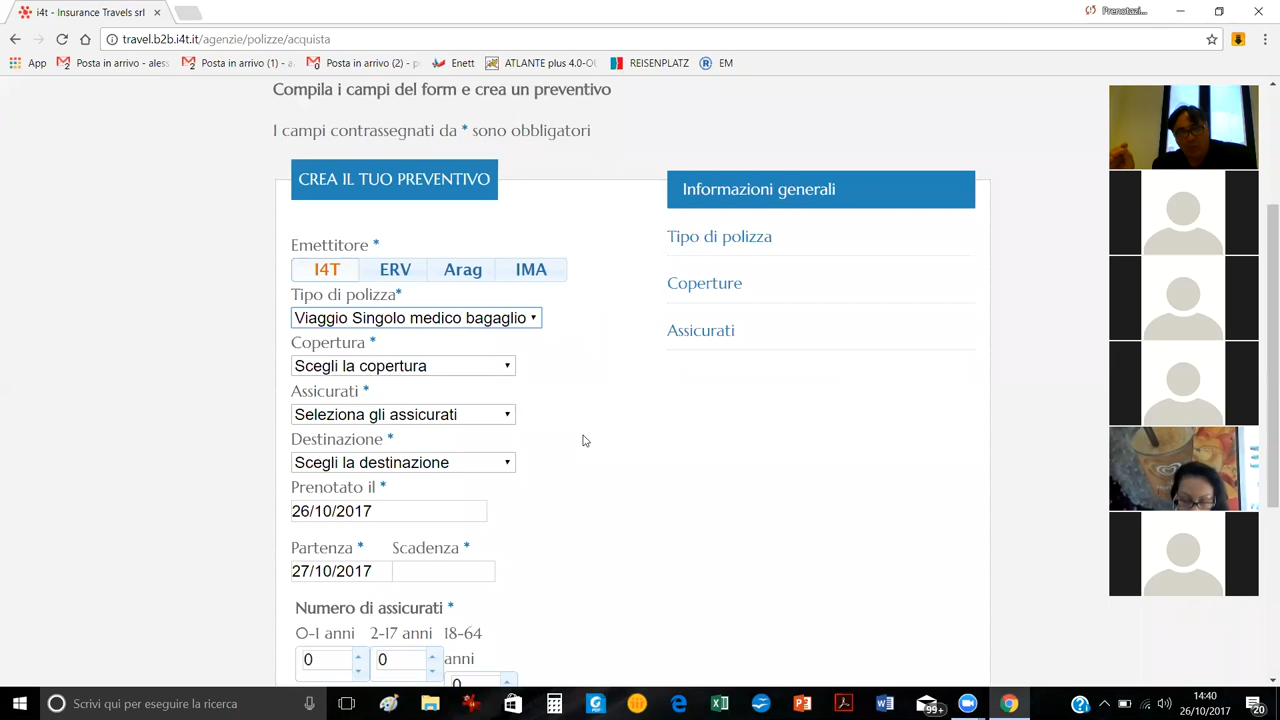 i4t - Insurance Travels srl
Prenotazi...
travel.b2b.i4t.it/agenzie/polizze/acquista
App
Posta in arrivo - aless
Posta in arrivo (1) - a
Posta in arrivo (2) - p
Enett
ATLANTE plus 4.0-OU
REISENPLATZ
EM
Compila i campi del form e crea un preventivo
I campi contrassegnati da * sono obbligatori
CREA IL TUO PREVENTIVO
Informazioni generali
Emettitore *
I4T ERV Arag IMA
Tipo di polizza*
Viaggio Singolo medico bagaglio
Copertura *
Scegli la copertura
Assicurati *
Seleziona gli assicurati
Destinazione *
Scegli la destinazione
Prenotato il *
26/10/2017
Partenza * Scadenza *
27/10/2017
Numero di assicurati *
0-1 anni 2-17 anni 18-64
anni
0 0
0
Tipo di polizza
Coperture
Assicurati
Scrivi qui per eseguire la ricerca
99+
14:40
26/10/2017
20